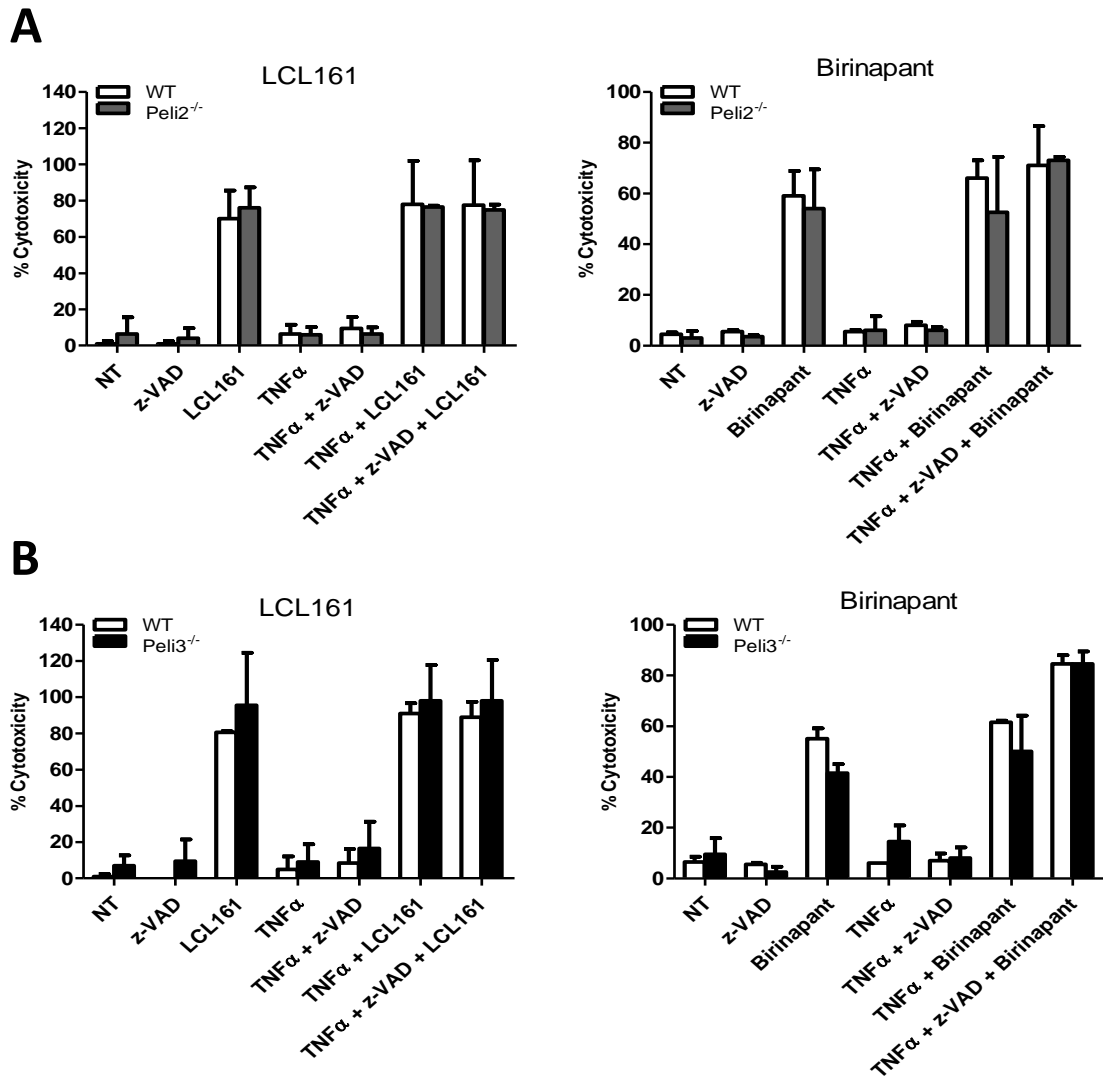 A
LCL161
WT
Peli2-/-
% Cytotoxicity
140
120
100
80
60
40
20
0
NT
z-VAD
LCL161
TNFα
TNFα + z-VAD
TNFα + LCL161
TNFα + z-VAD + LCL161
Birinapant
WT
Peli2-/-
% Cytotoxicity
100
80
60
40
20
0
NT
z-VAD
Birinapant
TNFα
TNFα + z-VAD
TNFα + Birinapant
TNFα + z-VAD + Birinapant
B
LCL161
WT
Peli3-/-
% Cytotoxicity
140
120
100
80
60
40
20
0
NT
z-VAD
LCL161
TNFα
TNFα + z-VAD
TNFα + LCL161
TNFα + z-VAD + LCL161
Birinapant
WT
Peli3-/-
% Cytotoxicity
100
80
60
40
20
0
NT
z-VAD
Birinapant
TNFα
TNFα + z-VAD
TNFα + Birinapant
TNFα + z-VAD + Birinapant